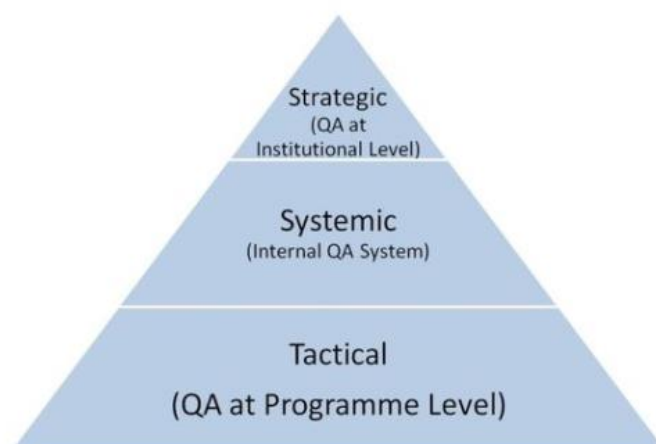 Strategic
(QA at
Institutional Level)
Systemic
(Internal QA System)
Tactical
(QA at Programme Level)